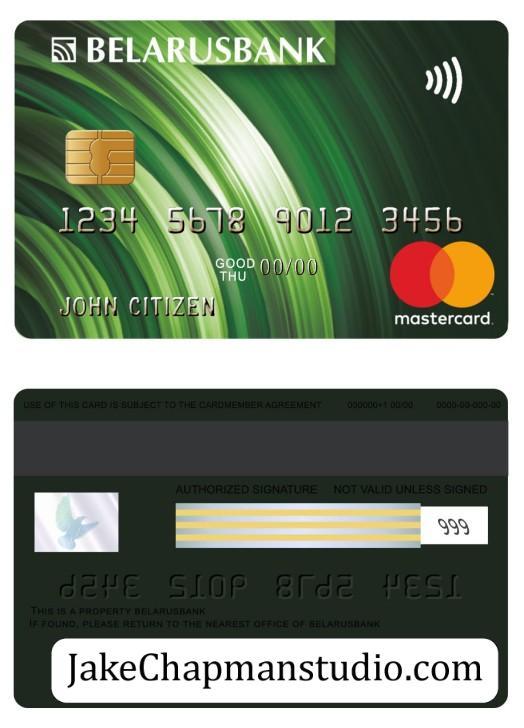 BELARUSBANK
1234 5678 9012 3456
GOOD THU 00/00
JOHN CITIZEN
mastercard.
USE OF THIS CARD IS SUBJECT TO THE CARDMEMBER AGREEMENT 000000+1 00/00 0000-00-000-00
AUTHORIZED SIGNATURE NOT VALID UNLESS SIGNED
999
THIS IS A PROPERTY BELARUSBANK
IF FOUND, PLEASE RETURN TO THE NEAREST OFFICE OF BELARUSBANK
JakeChapmanstudio.com